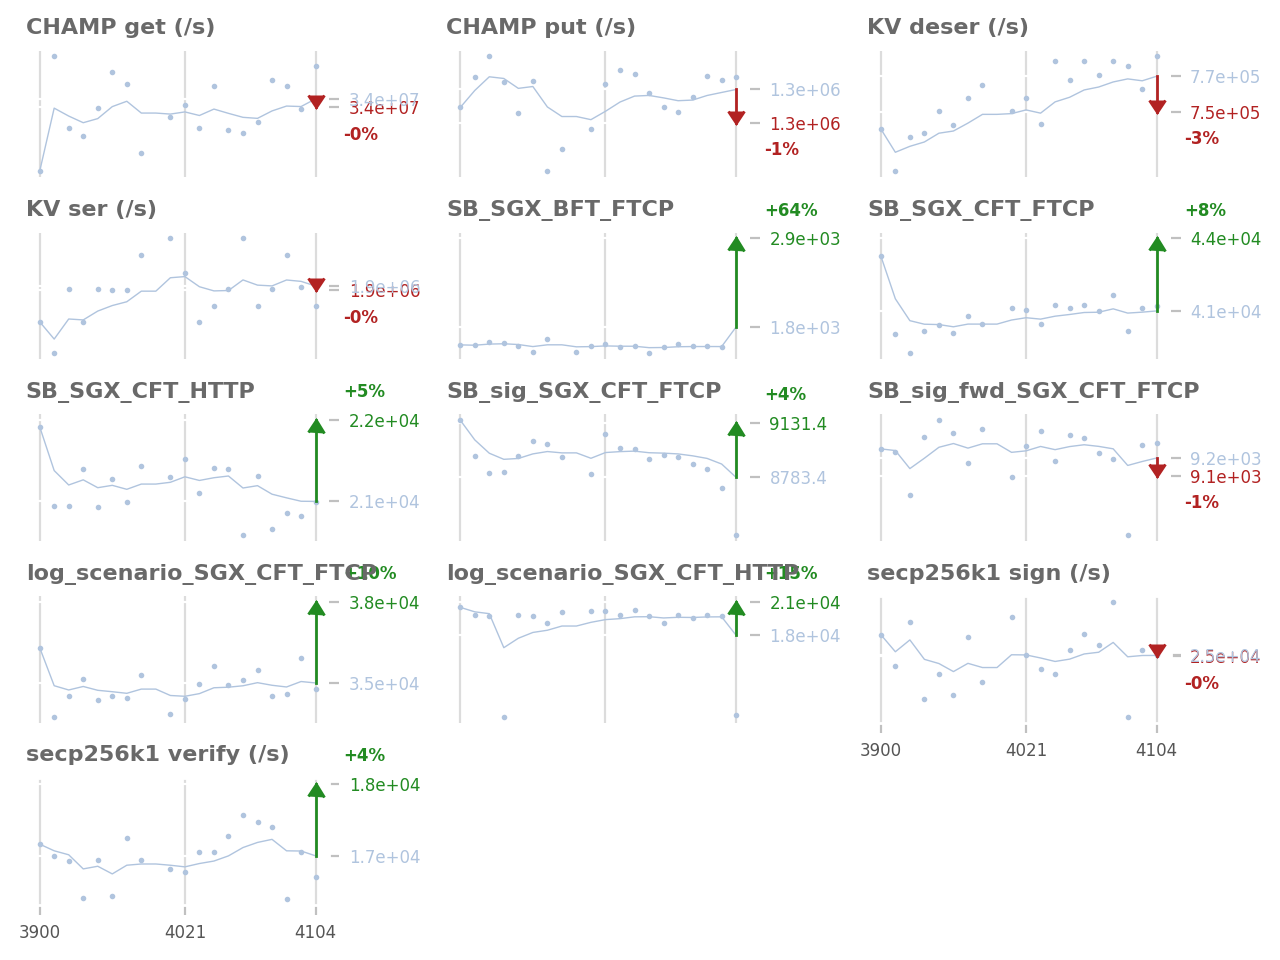 CHAMP get (/s)
3.4e+07
3.4e+07
-0%
CHAMP put (/s)
1.3e+06
1.3e+06
-1%
KV deser (/s)
7.7e+05
7.5e+05
-3%
KV ser (/s)
1.9e+06
1.9e+06
-0%
SB_SGX_BFT_FTCP
+64%
2.9e+03
1.8e+03
SB_SGX_CFT_FTCP
+8%
4.4e+04
4.1e+04
SB_SGX_CFT_HTTP
+5%
2.2e+04
2.1e+04
SB_sig_SGX_CFT_FTCP
+4%
9131.4
8783.4
SB_sig_fwd_SGX_CFT_FTCP
9.2e+03
9.1e+03
-1%
log_scenario_SGX_CFT_FTCP
+10%
3.8e+04
3.5e+04
log_scenario_SGX_CFT_HTTP
+15%
2.1e+04
1.8e+04
secp256k1 sign (/s)
2.5e+04
2.5e+04
-0%
3900
4021
4104
secp256k1 verify (/s)
+4%
1.8e+04
1.7e+04
3900
4021
4104